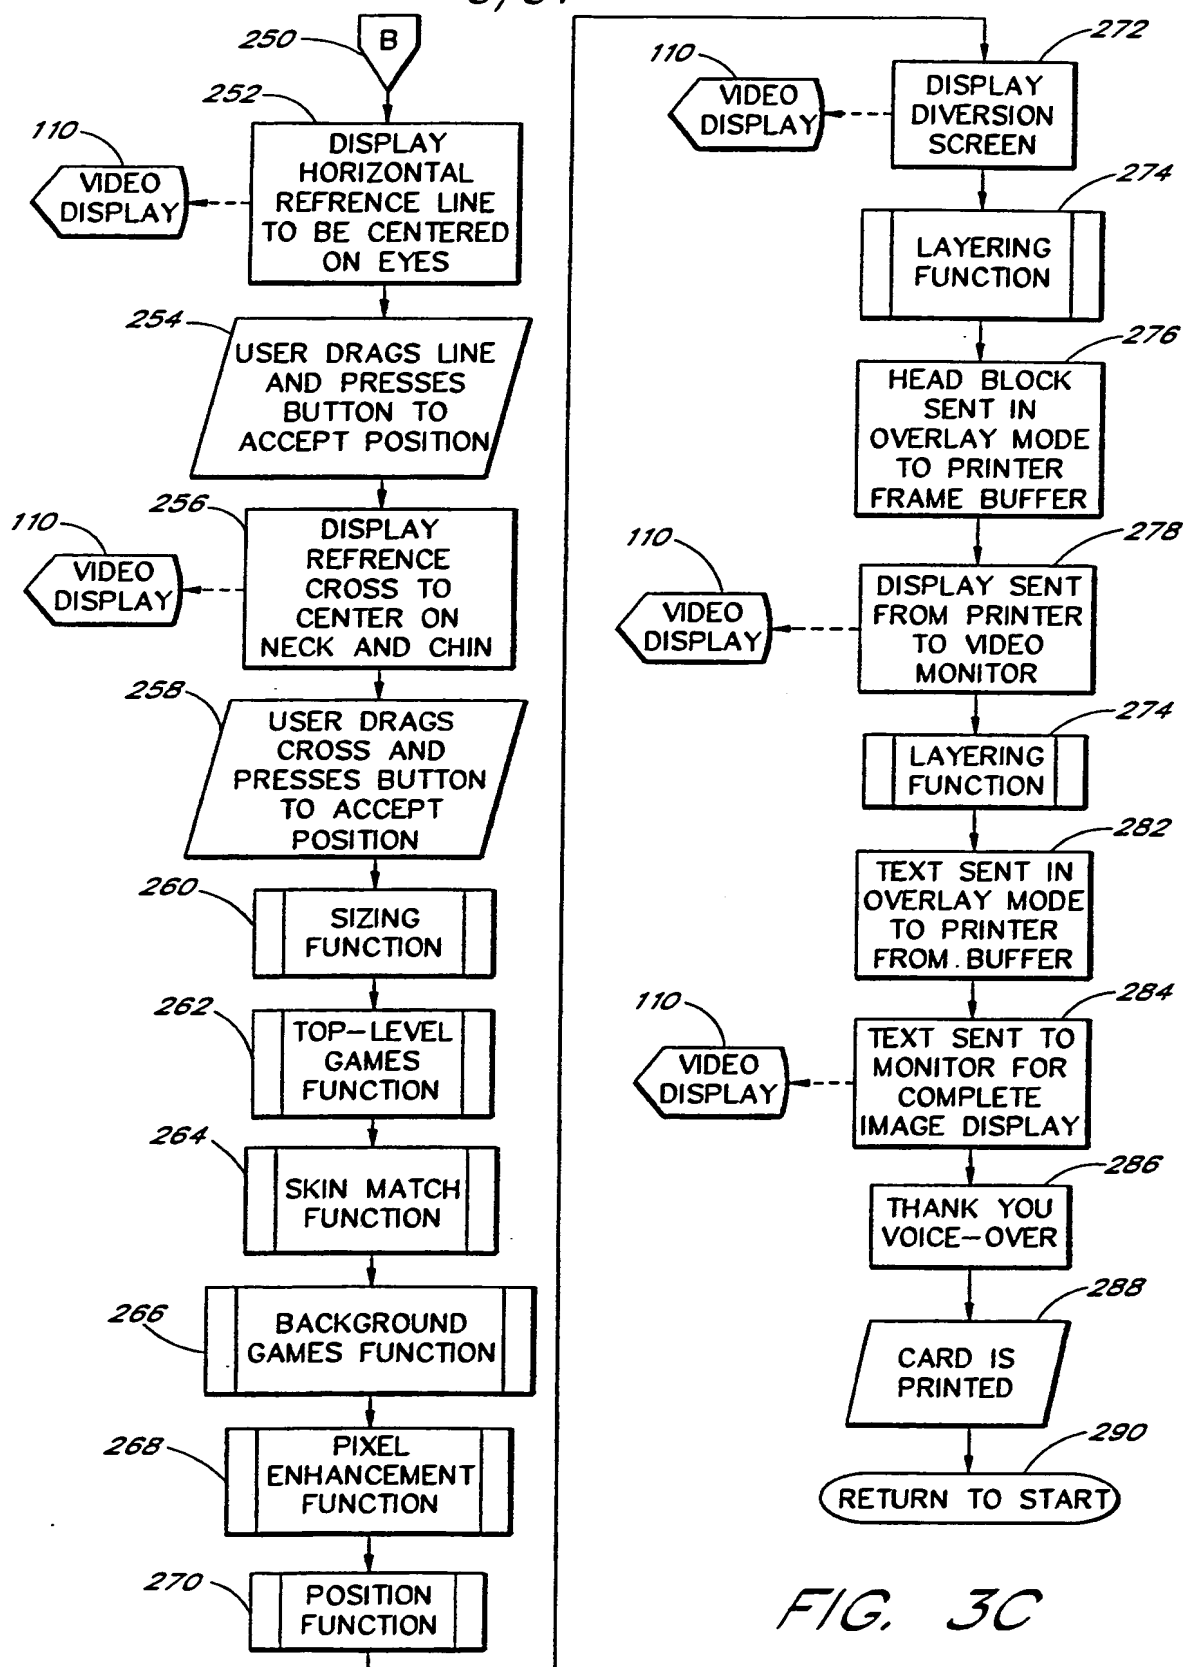 250
B
252
110
VIDEO
DISPLAY
DISPLAY
HORIZONTAL
REFRENCE LINE
TO BE CENTERED
ON EYES
254
USER DRAGS LINE
AND PRESSES
BUTTON TO
ACCEPT POSITION
256
110
VIDEO
DISPLAY
DISPLAY
REFRENCE
CROSS TO
CENTER ON
NECK AND CHIN
258
USER DRAGS
CROSS AND
PRESSES BUTTON
TO ACCEPT
POSITION
260
SIZING
FUNCTION
262
TOP-LEVEL
GAMES
FUNCTION
264
SKIN MATCH
FUNCTION
266
BACKGROUND
GAMES FUNCTION
268
PIXEL
ENHANCEMENT
FUNCTION
270
POSITION
FUNCTION
272
110
VIDEO
DISPLAY
DISPLAY
DIVERSION
SCREEN
274
LAYERING
FUNCTION
276
HEAD BLOCK
SENT IN
OVERLAY MODE
TO PRINTER
FRAME BUFFER
278
110
VIDEO
DISPLAY
DISPLAY SENT
FROM PRINTER
TO VIDEO
MONITOR
274
LAYERING
FUNCTION
282
TEXT SENT IN
OVERLAY MODE
TO PRINTER
FROM.BUFFER
284
110
VIDEO
DISPLAY
TEXT SENT TO
MONITOR FOR
COMPLETE
IMAGE DISPLAY
286
THANK YOU
VOICE-OVER
288
CARD IS
PRINTED
290
RETURN TO START
FIG. 3C